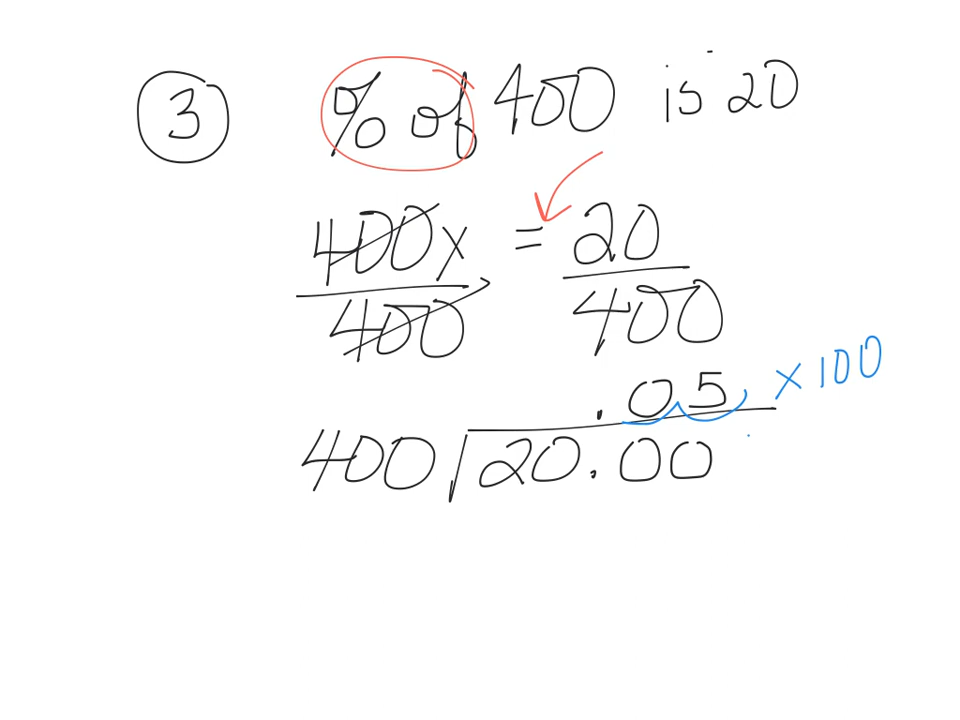 3 % of 400 is 20
400x = 20
400 400
.05 ×100
400 20.00